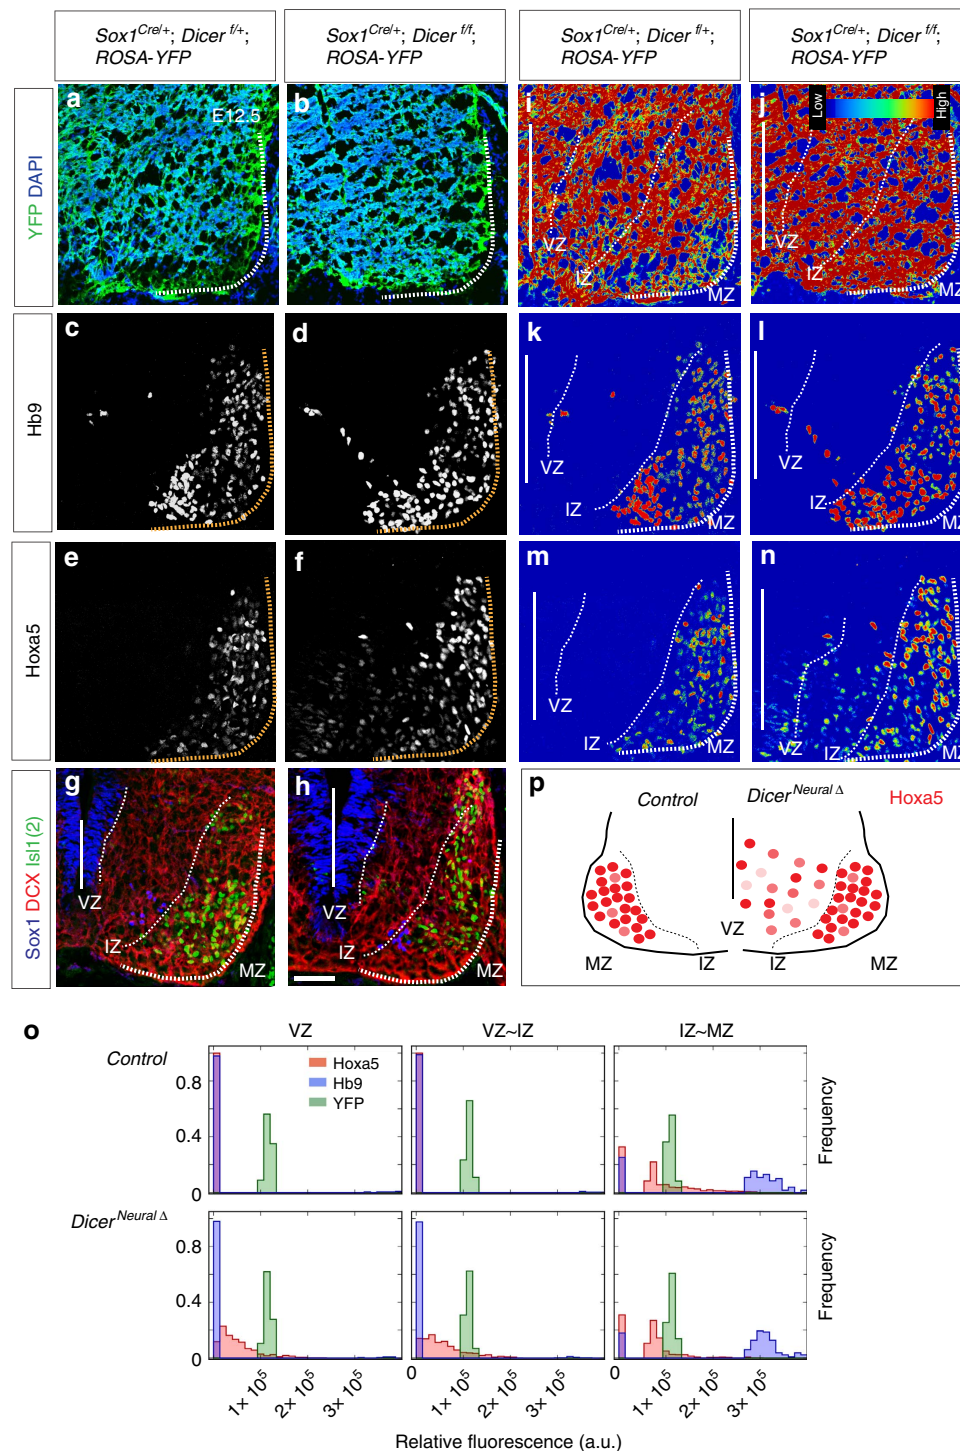 Sox1Cre/+; Dicer f/+;
ROSA-YFP
Sox1Cre/+; Dicer f/f;
ROSA-YFP
Sox1Cre/+; Dicer f/+;
ROSA-YFP
Sox1Cre/+; Dicer f/f;
ROSA-YFP
YFP DAPI
a
E12.5
b
i
VZ
IZ
MZ
j
Low
High
VZ
IZ
MZ
Hb9
c
d
k
VZ
IZ
MZ
l
VZ
IZ
MZ
Hoxa5
e
f
m
VZ
IZ
MZ
n
VZ
IZ
MZ
Sox1 DCX Isl1(2)
g
VZ
IZ
MZ
h
VZ
IZ
MZ
p
Control
DicerNeural Δ
Hoxa5
VZ
MZ
IZ
IZ
MZ
o
VZ
VZ~IZ
IZ~MZ
Control
Hoxa5
Hb9
YFP
0.8
0.4
0
Frequency
DicerNeural Δ
0.8
0.4
0
Frequency
1× 10⁵
2× 10⁵
3× 10⁵
0
1× 10⁵
2× 10⁵
3× 10⁵
0
1× 10⁵
3× 10⁵
Relative fluorescence (a.u.)